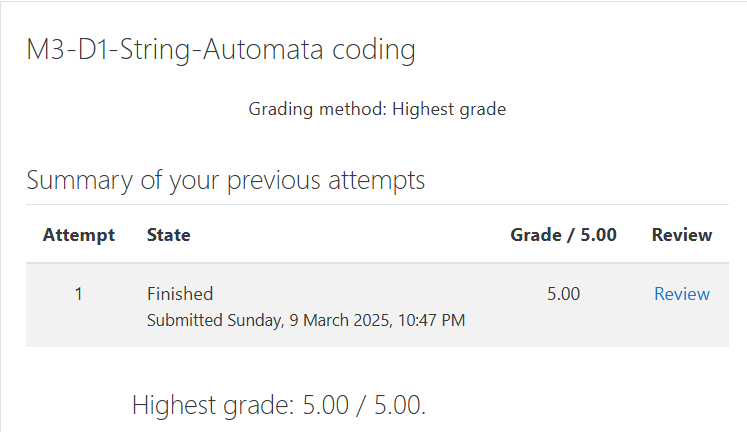 M3-D1-String-Automata coding
Grading method: Highest grade
Summary of your previous attempts
Attempt State Grade / 5.00 Review
1 Finished 5.00 Review
Submitted Sunday, 9 March 2025, 10:47 PM
Highest grade: 5.00 / 5.00.